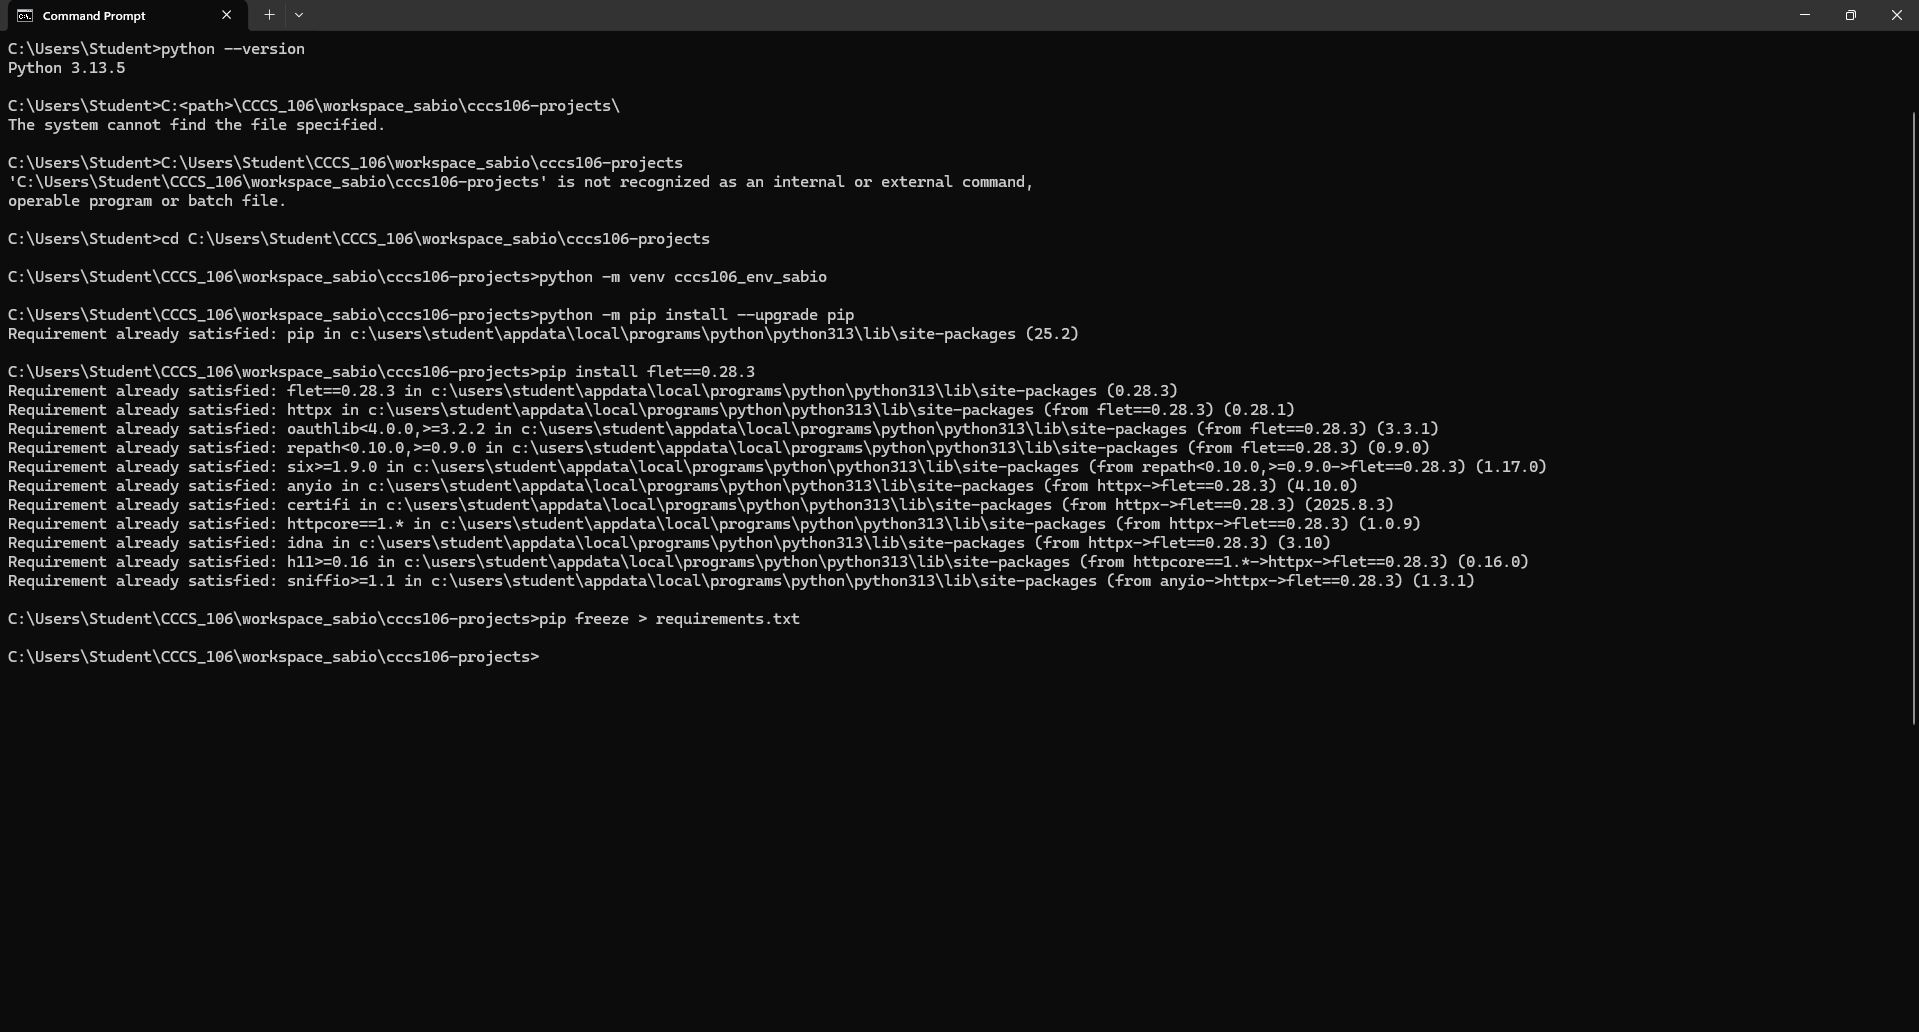 Command Prompt
C:\Users\Student>python --version
Python 3.13.5
C:\Users\Student>C:<path>\CCCS_106\workspace_sabio\cccs106-projects\
The system cannot find the file specified.
C:\Users\Student>C:\Users\Student\CCCS_106\workspace_sabio\cccs106-projects
'C:\Users\Student\CCCS_106\workspace_sabio\cccs106-projects' is not recognized as an internal or external command,
operable program or batch file.
C:\Users\Student>cd C:\Users\Student\CCCS_106\workspace_sabio\cccs106-projects
C:\Users\Student\CCCS_106\workspace_sabio\cccs106-projects>python -m venv cccs106_env_sabio
C:\Users\Student\CCCS_106\workspace_sabio\cccs106-projects>python -m pip install --upgrade pip
Requirement already satisfied: pip in c:\users\student\appdata\local\programs\python\python313\lib\site-packages (25.2)
C:\Users\Student\CCCS_106\workspace_sabio\cccs106-projects>pip install flet==0.28.3
Requirement already satisfied: flet==0.28.3 in c:\users\student\appdata\local\programs\python\python313\lib\site-packages (0.28.3)
Requirement already satisfied: httpx in c:\users\student\appdata\local\programs\python\python313\lib\site-packages (from flet==0.28.3) (0.28.1)
Requirement already satisfied: oauthlib<4.0.0,>=3.2.2 in c:\users\student\appdata\local\programs\python\python313\lib\site-packages (from flet==0.28.3) (3.3.1)
Requirement already satisfied: repath<0.10.0,>=0.9.0 in c:\users\student\appdata\local\programs\python\python313\lib\site-packages (from flet==0.28.3) (0.9.0)
Requirement already satisfied: six>=1.9.0 in c:\users\student\appdata\local\programs\python\python313\lib\site-packages (from repath<0.10.0,>=0.9.0->flet==0.28.3) (1.17.0)
Requirement already satisfied: anyio in c:\users\student\appdata\local\programs\python\python313\lib\site-packages (from httpx->flet==0.28.3) (4.10.0)
Requirement already satisfied: certifi in c:\users\student\appdata\local\programs\python\python313\lib\site-packages (from httpx->flet==0.28.3) (2025.8.3)
Requirement already satisfied: httpcore==1.* in c:\users\student\appdata\local\programs\python\python313\lib\site-packages (from httpx->flet==0.28.3) (1.0.9)
Requirement already satisfied: idna in c:\users\student\appdata\local\programs\python\python313\lib\site-packages (from httpx->flet==0.28.3) (3.10)
Requirement already satisfied: h11>=0.16 in c:\users\student\appdata\local\programs\python\python313\lib\site-packages (from httpcore==1.*->httpx->flet==0.28.3) (0.16.0)
Requirement already satisfied: sniffio>=1.1 in c:\users\student\appdata\local\programs\python\python313\lib\site-packages (from anyio->httpx->flet==0.28.3) (1.3.1)
C:\Users\Student\CCCS_106\workspace_sabio\cccs106-projects>pip freeze > requirements.txt
C:\Users\Student\CCCS_106\workspace_sabio\cccs106-projects>